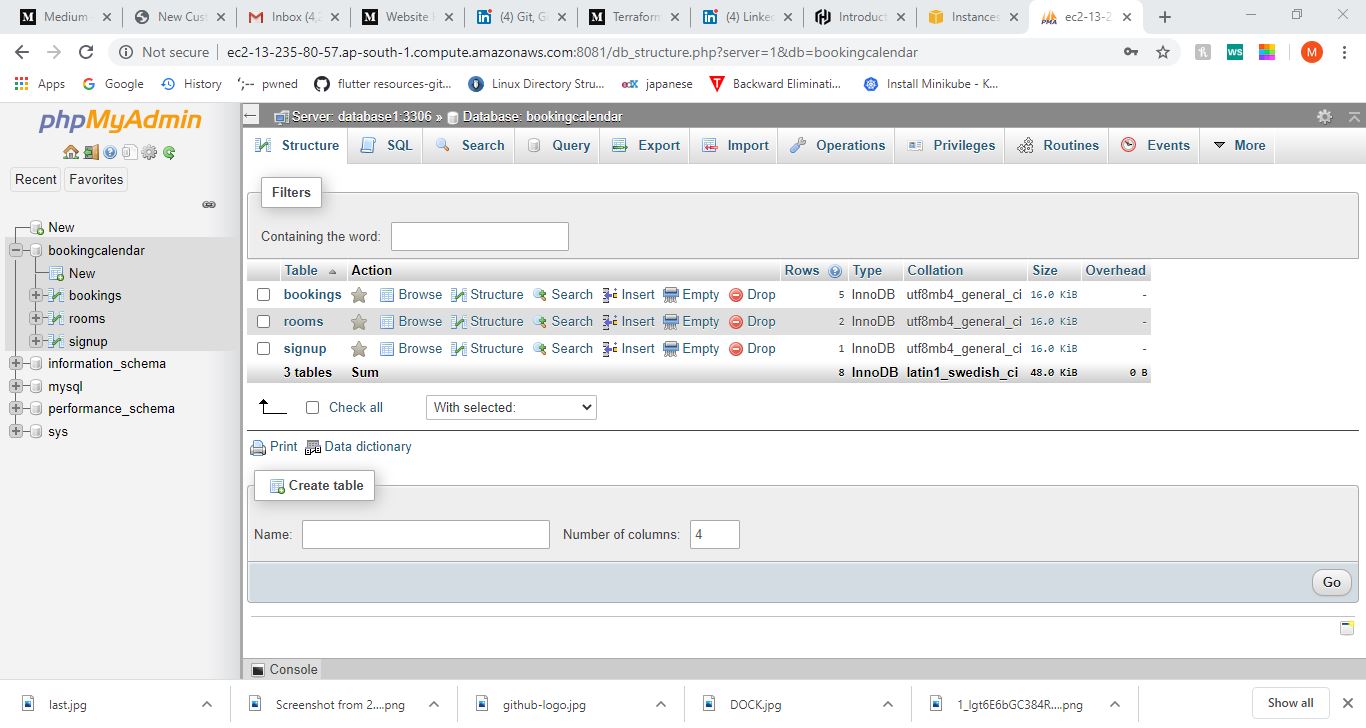 Medium
New Cust
Inbox (4,2
Website
(4) Git, G
Terraform
(4) Linked
Introduct
Instances
ec2-13-2
Not secure | ec2-13-235-80-57.ap-south-1.compute.amazonaws.com:8081/db_structure.php?server=1&db=bookingcalendar
Apps Google History pwned flutter resources-git... Linux Directory Stru... edX japanese Backward Eliminati... Install Minikube - K...
phpMyAdmin
Recent Favorites
New
bookingcalendar
New
bookings
rooms
signup
information_schema
mysql
performance_schema
sys
Server: database1:3306 » Database: bookingcalendar
Structure SQL Search Query Export Import Operations Privileges Routines Events More
Filters
Containing the word:
Table Action Rows Type Collation Size Overhead
bookings Browse Structure Search Insert Empty Drop 5 InnoDB utf8mb4_general_ci 16.0 KiB -
rooms Browse Structure Search Insert Empty Drop 2 InnoDB utf8mb4_general_ci 16.0 KiB -
signup Browse Structure Search Insert Empty Drop 1 InnoDB utf8mb4_general_ci 16.0 KiB -
3 tables Sum 8 InnoDB latin1_swedish_ci 48.0 KiB 0 B
Check all With selected:
Print Data dictionary
Create table
Name: Number of columns: 4
Go
Console
last.jpg Screenshot from 2....png github-logo.jpg DOCK.jpg 1_lgt6E6bGC384R....png Show all